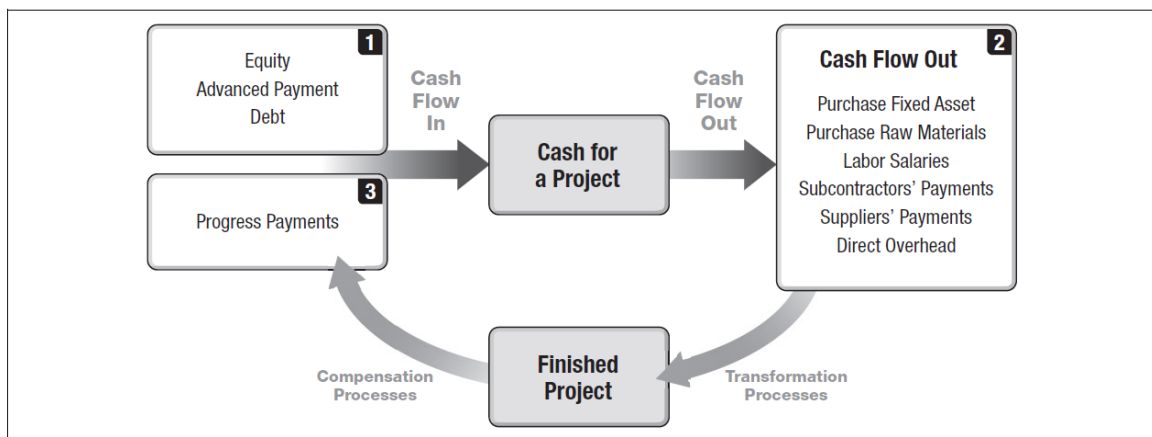 1
Equity
Advanced Payment
Debt
3
Progress Payments
Cash
Flow
In
Cash for
a Project
Cash
Flow
Out
2
Cash Flow Out
Purchase Fixed Asset
Purchase Raw Materials
Labor Salaries
Subcontractors’ Payments
Suppliers’ Payments
Direct Overhead
Compensation
Processes
Finished
Project
Transformation
Processes